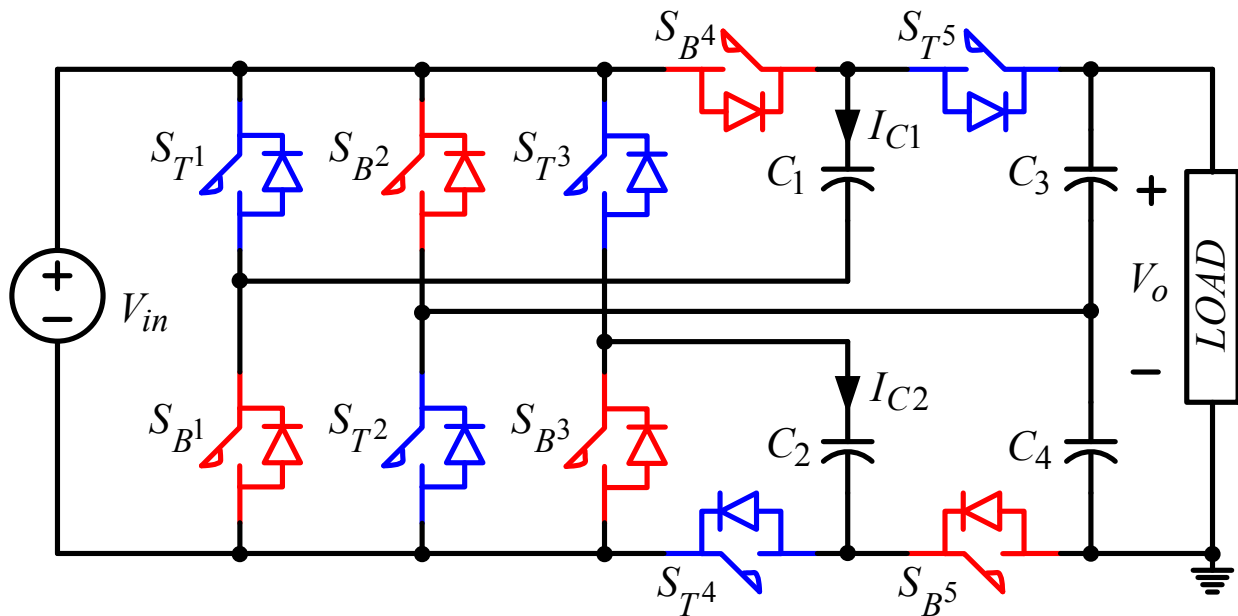 S_B4
S_T5
I_C1
S_T1
S_B2
S_T3
C_1
C_3
+
+
−
V_in
V_o
LOAD
−
I_C2
S_B1
S_T2
S_B3
C_2
C_4
S_T4
S_B5